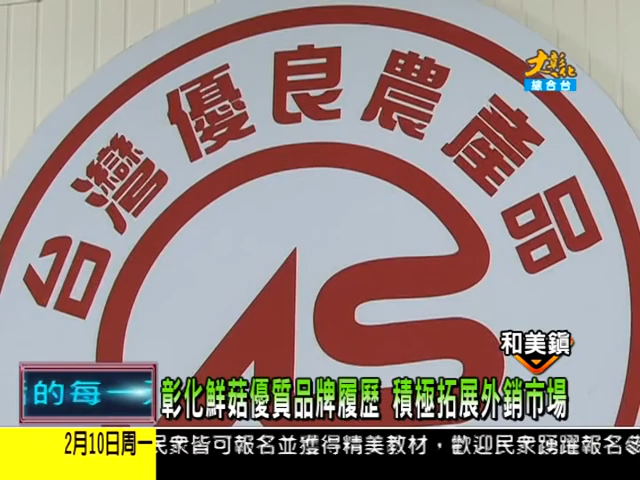 台灣優良農產品
大彰化
綜合台
和美鎮
的每一
彰化鮮菇優質品牌履歷 積極拓展外銷市場
2月10日周一
民眾皆可報名並獲得精美教材，歡迎民眾踴躍報名參